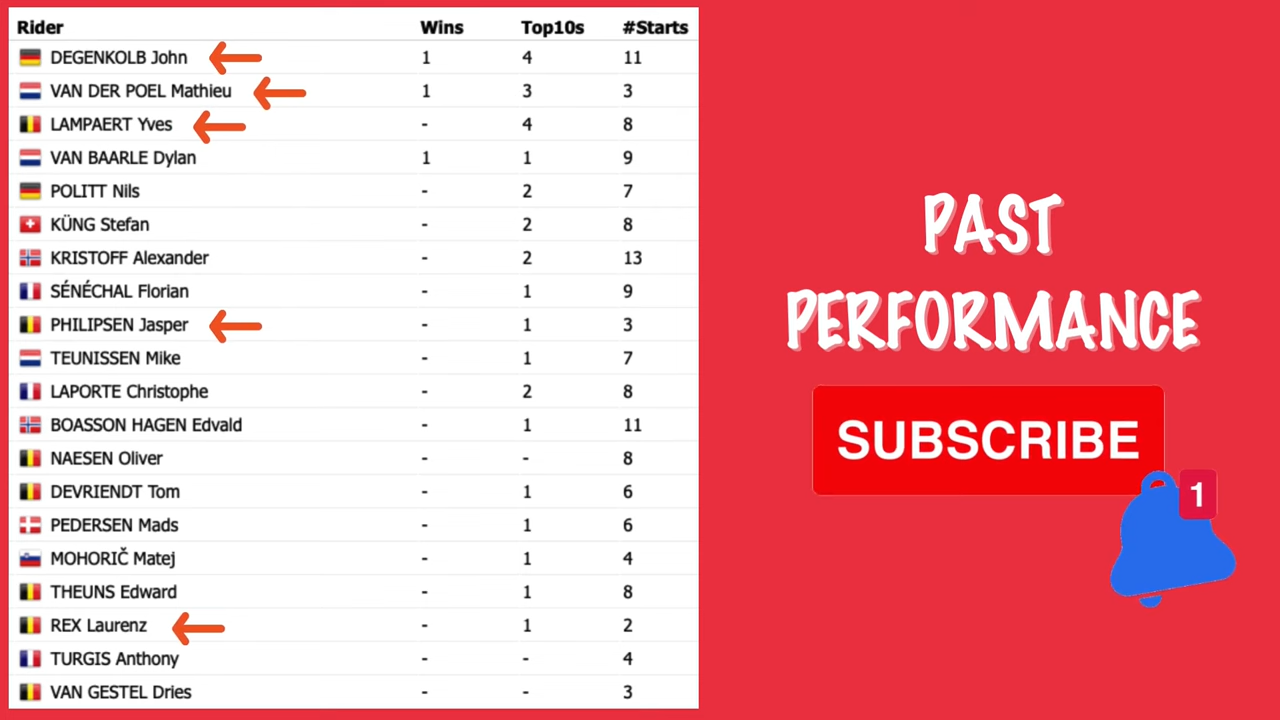 Rider Wins Top10s #Starts
DEGENKOLB John 1 4 11
VAN DER POEL Mathieu 1 3 3
LAMPAERT Yves - 4 8
VAN BAARLE Dylan 1 1 9
POLITT Nils - 2 7
KÜNG Stefan - 2 8
KRISTOFF Alexander - 2 13
SÉNÉCHAL Florian - 1 9
PHILIPSEN Jasper - 1 3
TEUNISSEN Mike - 1 7
LAPORTE Christophe - 2 8
BOASSON HAGEN Edvald - 1 11
NAESEN Oliver - - 8
DEVRIENDT Tom - 1 6
PEDERSEN Mads - 1 6
MOHORIČ Matej - 1 4
THEUNS Edward - 1 8
REX Laurenz - 1 2
TURGIS Anthony - - 4
VAN GESTEL Dries - - 3
PAST
PERFORMANCE
SUBSCRIBE
1